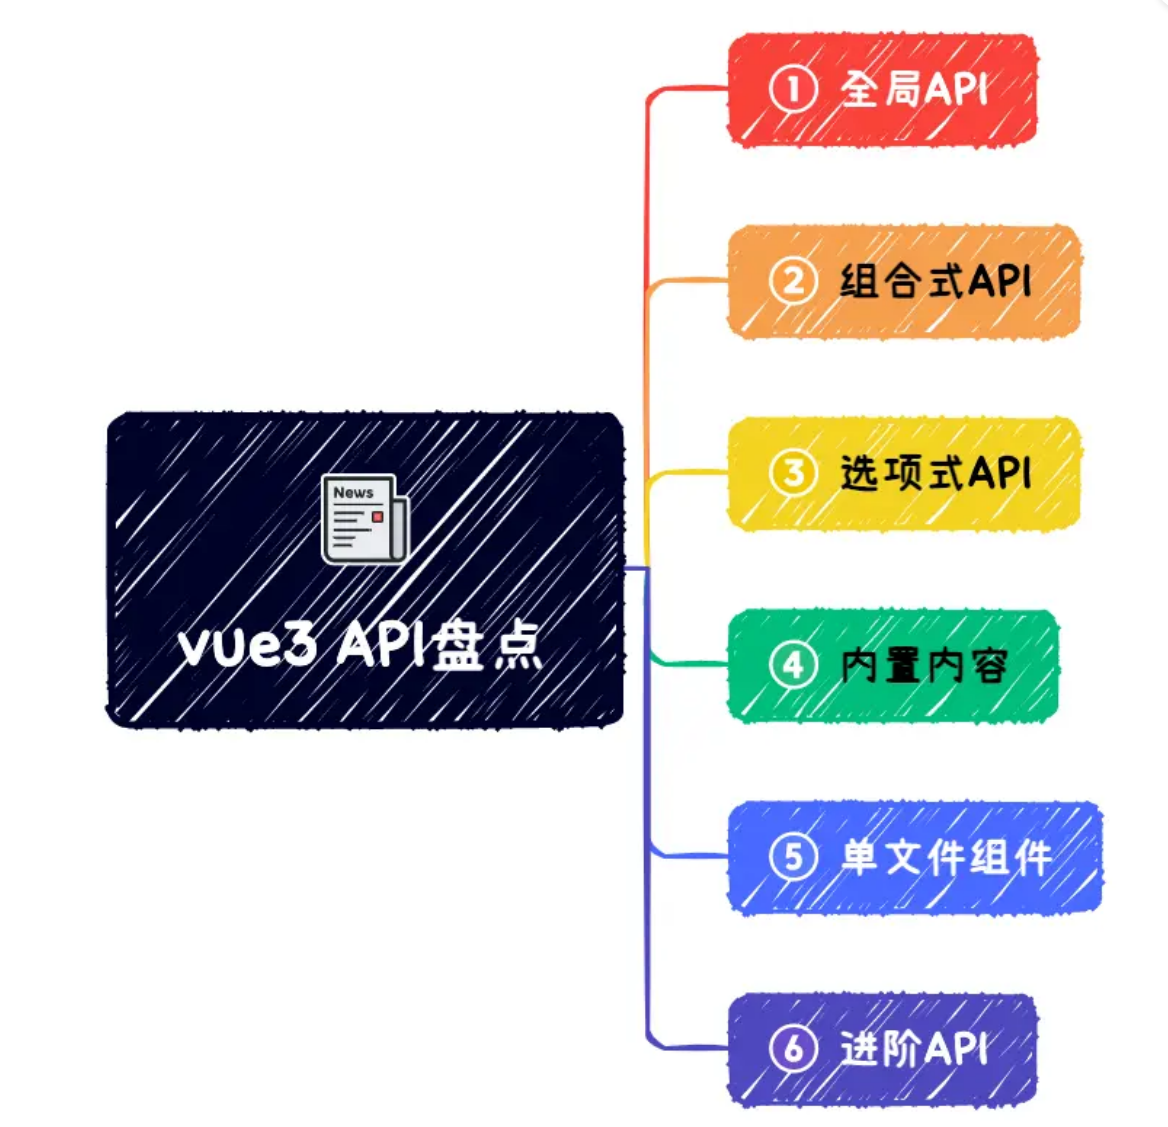 ① 全局API
② 组合式API
③ 选项式API
News
vue3 API盘点
④ 内置内容
⑤ 单文件组件
⑥ 进阶API